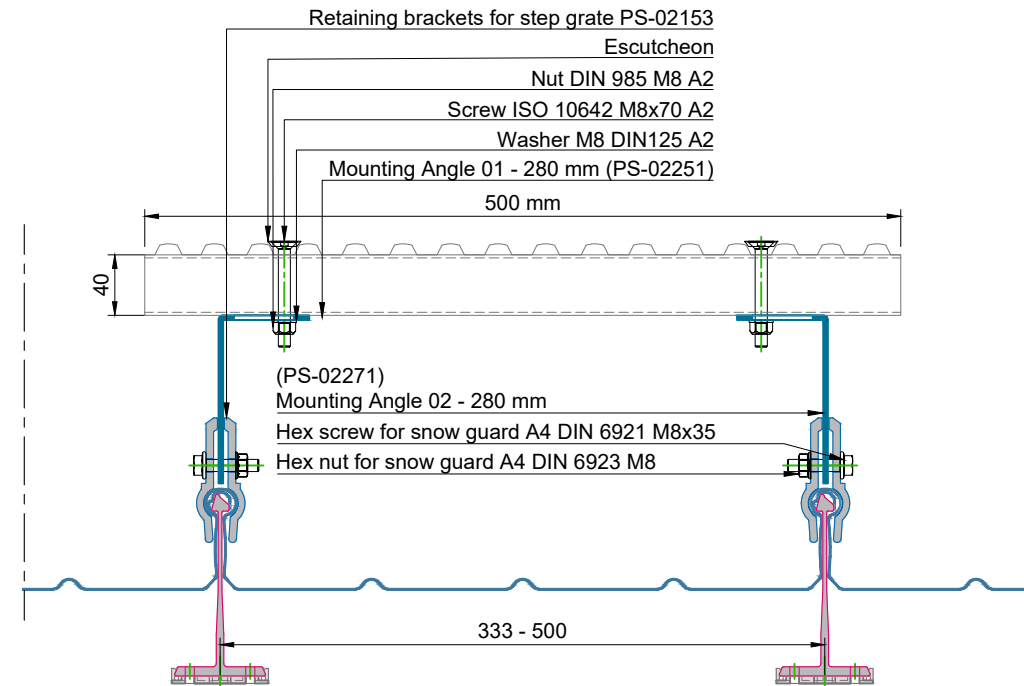 Retaining brackets for step grate PS-02153
Escutcheon
Nut DIN 985 M8 A2
Screw ISO 10642 M8x70 A2
Washer M8 DIN125 A2
Mounting Angle 01 - 280 mm (PS-02251)
500 mm
40
(PS-02271)
Mounting Angle 02 - 280 mm
Hex screw for snow guard A4 DIN 6921 M8x35
Hex nut for snow guard A4 DIN 6923 M8
333 - 500